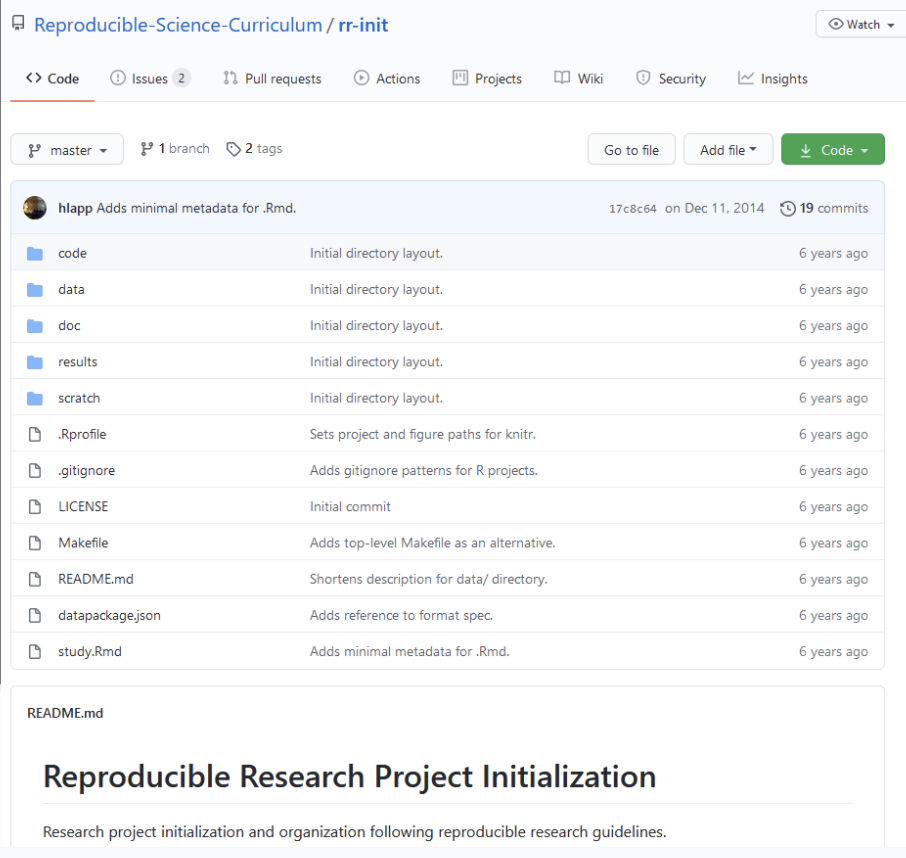 Reproducible-Science-Curriculum / rr-init
Watch
Code Issues 2 Pull requests Actions Projects Wiki Security Insights
master 1 branch 2 tags Go to file Add file Code
hlapp Adds minimal metadata for .Rmd. 17c8c64 on Dec 11, 2014 19 commits
code Initial directory layout. 6 years ago
data Initial directory layout. 6 years ago
doc Initial directory layout. 6 years ago
results Initial directory layout. 6 years ago
scratch Initial directory layout. 6 years ago
.Rprofile Sets project and figure paths for knitr. 6 years ago
.gitignore Adds gitignore patterns for R projects. 6 years ago
LICENSE Initial commit 6 years ago
Makefile Adds top-level Makefile as an alternative. 6 years ago
README.md Shortens description for data/ directory. 6 years ago
datapackage.json Adds reference to format spec. 6 years ago
study.Rmd Adds minimal metadata for .Rmd. 6 years ago
README.md
Reproducible Research Project Initialization
Research project initialization and organization following reproducible research guidelines.